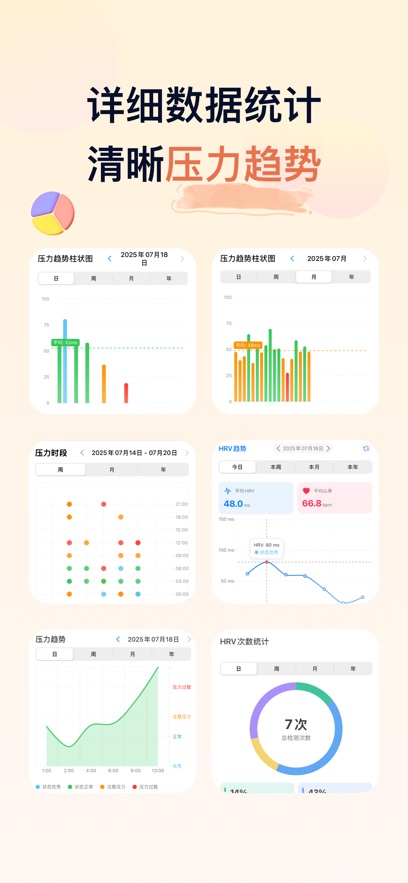 详细数据统计
清晰压力趋势
压力趋势柱状图
2025年07月18日
日 周 月 年
100
75
平均: 52ms
50
25
0
压力趋势柱状图
2025年07月
日 周 月 年
100
75
平均: 49ms
50
25
0
压力时段
2025年07月14日 - 07月20日
周 月 年
21:00
18:00
15:00
12:00
09:00
06:00
03:00
00:00
HRV趋势
2025年07月18日
今日 本周 本月 本年
平均HRV
48.0 ms
平均心率
66.8 bpm
150 ms
HRV: 80 ms
状态优秀
100 ms
50 ms
压力趋势
2025年07月18日
日 周 月 年
压力过载
注意压力
正常
优秀
1:00 2:00 4:00 6:00 8:00 10:00 12:00
状态优秀 状态正常 注意压力 压力过载
HRV次数统计
日 周 月 年
7次
总检测次数
14%
43%